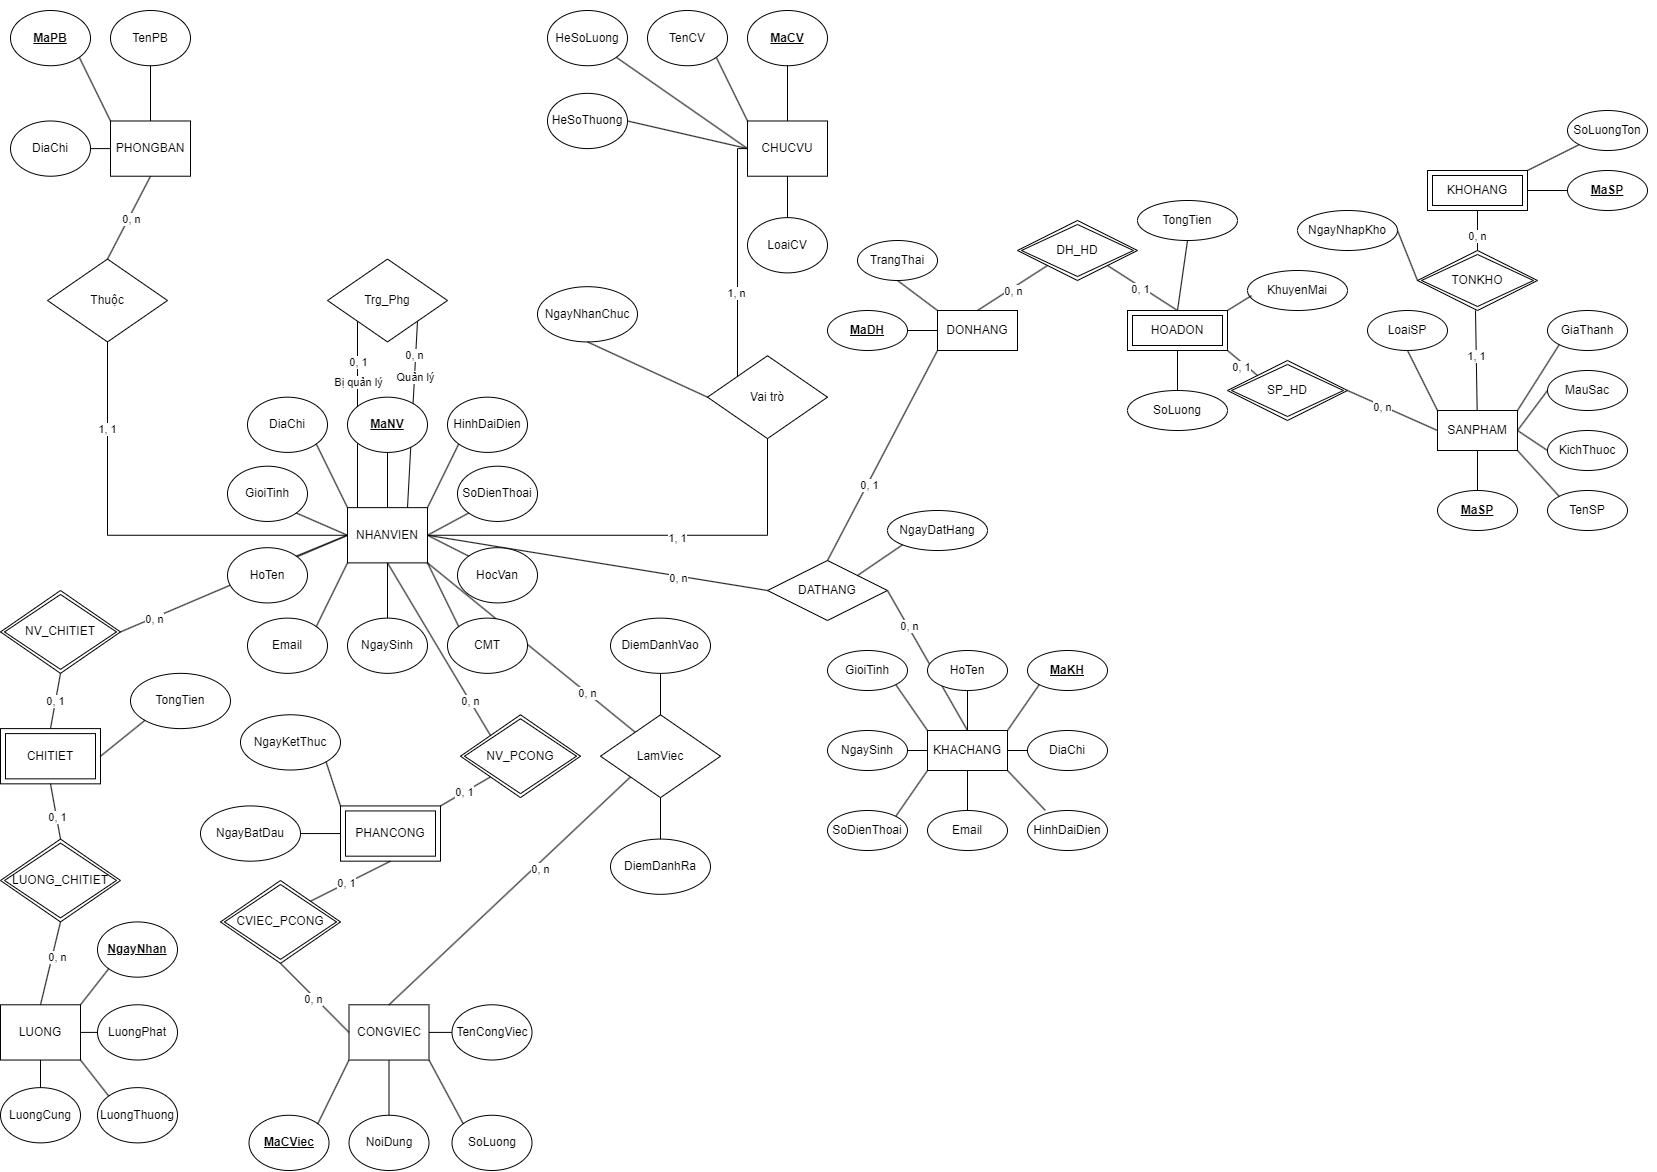 MaPB
TenPB
HeSoLuong
TenCV
MaCV
HeSoThuong
SoLuongTon
DiaChi
PHONGBAN
CHUCVU
KHOHANG
MaSP
0, n
TongTien
NgayNhapKho
0, n
LoaiCV
DH_HD
TrangThai
TONKHO
0, n
0, 1
KhuyenMai
1, n
Thuộc
Trg_Phg
NgayNhanChuc
MaDH
DONHANG
HOADON
LoaiSP
GiaThanh
0, 1
0, n
1, 1
0, 1
Bị quản lý
Quản lý
SP_HD
MauSac
Vai trò
0, n
SoLuong
DiaChi
MaNV
HinhDaiDien
1, 1
SANPHAM
KichThuoc
0, 1
GioiTinh
SoDienThoai
MaSP
TenSP
NgayDatHang
NHANVIEN
1, 1
HoTen
HocVan
0, n
DATHANG
NV_CHITIET
0, n
0, n
Email
NgaySinh
CMT
DiemDanhVao
GioiTinh
HoTen
MaKH
0, 1
TongTien
0, n
0, n
NgayKetThuc
CHITIET
NV_PCONG
LamViec
NgaySinh
KHACHANG
DiaChi
0, 1
0, 1
NgayBatDau
PHANCONG
SoDienThoai
Email
HinhDaiDien
LUONG_CHITIET
0, 1
0, n
DiemDanhRa
CVIEC_PCONG
0, n
NgayNhan
0, n
LUONG
LuongPhat
CONGVIEC
TenCongViec
LuongCung
LuongThuong
MaCViec
NoiDung
SoLuong